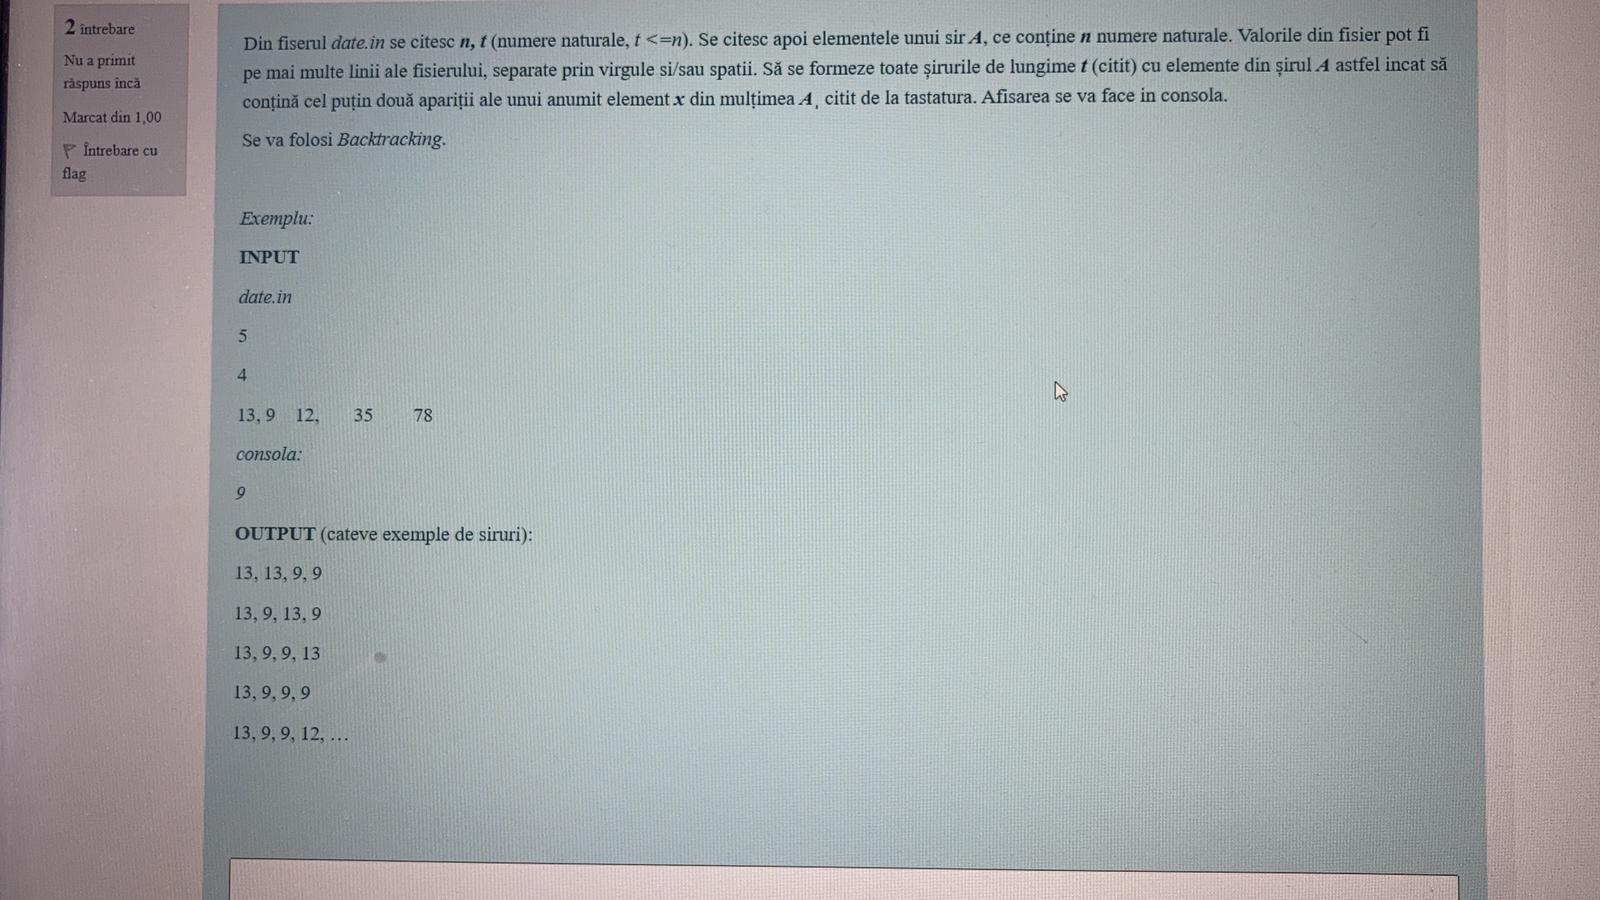 2 întrebare
Nu a primit
răspuns încă
Marcat din 1,00
Întrebare cu
flag
Din fiserul date.in se citesc n, t (numere naturale, t <=n). Se citesc apoi elementele unui sir A, ce conține n numere naturale. Valorile din fisier pot fi
pe mai multe linii ale fisierului, separate prin virgule si/sau spatii. Să se formeze toate șirurile de lungime t (citit) cu elemente din șirul A astfel incat să
conțină cel puțin două apariții ale unui anumit element x din mulțimea A, citit de la tastatura. Afisarea se va face in consola.
Se va folosi Backtracking.
Exemplu:
INPUT
date.in
5
4
13, 9 12, 35 78
consola:
9
OUTPUT (cateve exemple de siruri):
13, 13, 9, 9
13, 9, 13, 9
13, 9, 9, 13
13, 9, 9, 9
13, 9, 9, 12, …